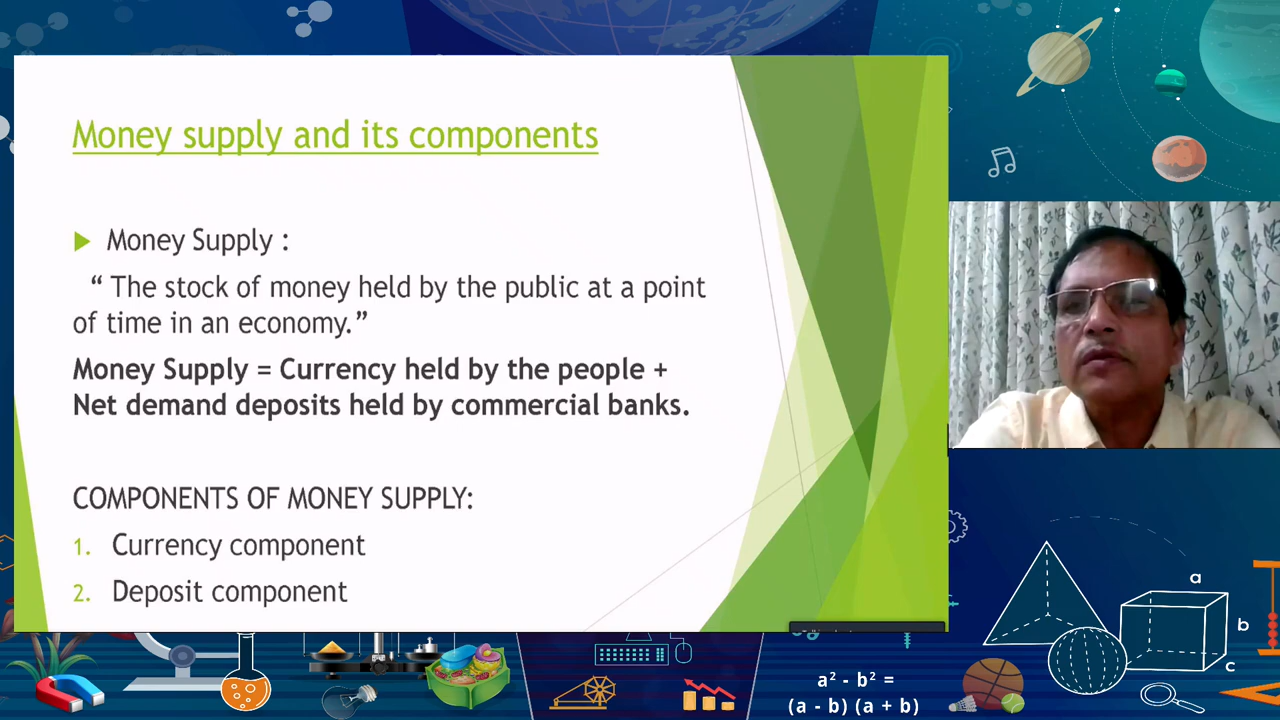 Money supply and its components
Money Supply :
“ The stock of money held by the public at a point
of time in an economy.”
Money Supply = Currency held by the people +
Net demand deposits held by commercial banks.
COMPONENTS OF MONEY SUPPLY:
1. Currency component
2. Deposit component
a
b
c
a² - b² =
(a - b) (a + b)